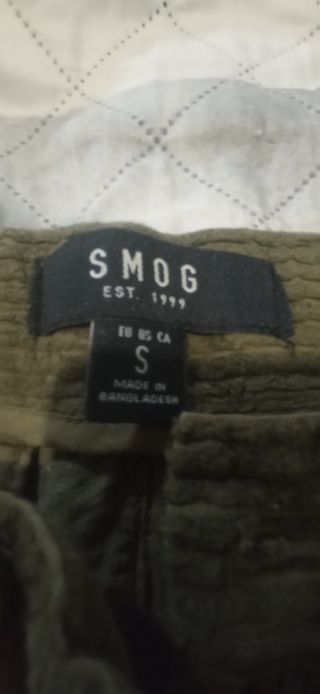 SMOG
EST. 1999
EU US CA
S
MADE IN
BANGLADESH